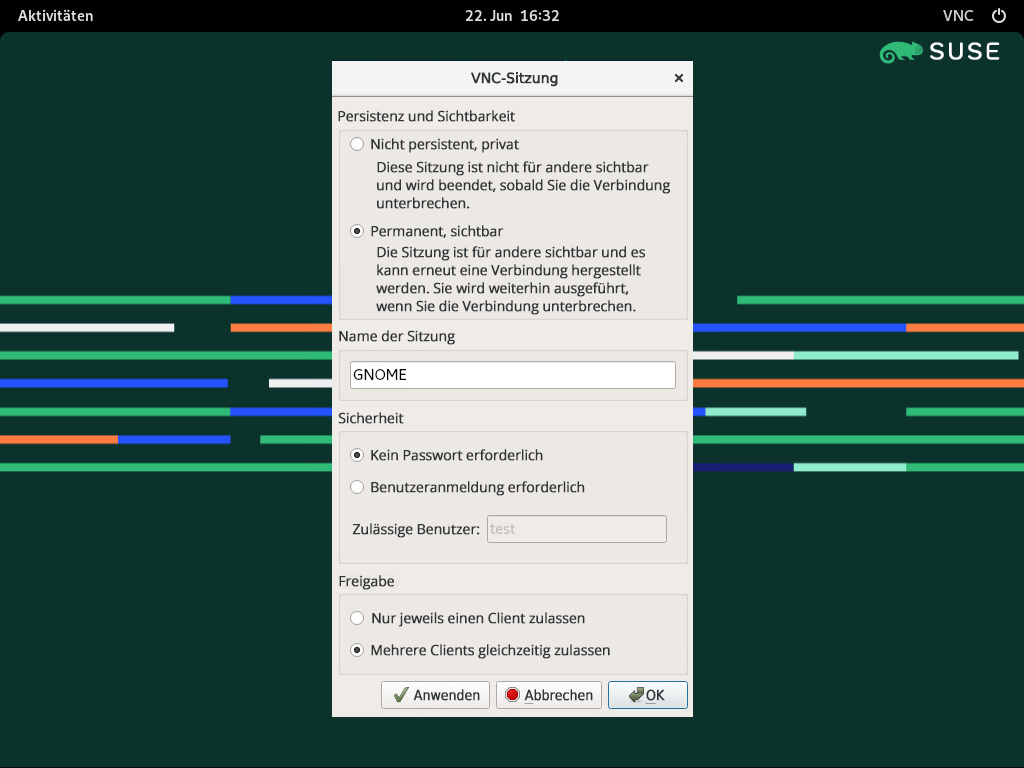 Aktivitäten
22. Jun 16:32
VNC
SUSE
VNC-Sitzung
Persistenz und Sichtbarkeit
Nicht persistent, privat
Diese Sitzung ist nicht für andere sichtbar
und wird beendet, sobald Sie die Verbindung
unterbrechen.
Permanent, sichtbar
Die Sitzung ist für andere sichtbar und es
kann erneut eine Verbindung hergestellt
werden. Sie wird weiterhin ausgeführt,
wenn Sie die Verbindung unterbrechen.
Name der Sitzung
GNOME
Sicherheit
Kein Passwort erforderlich
Benutzeranmeldung erforderlich
Zulässige Benutzer: test
Freigabe
Nur jeweils einen Client zulassen
Mehrere Clients gleichzeitig zulassen
Anwenden
Abbrechen
OK